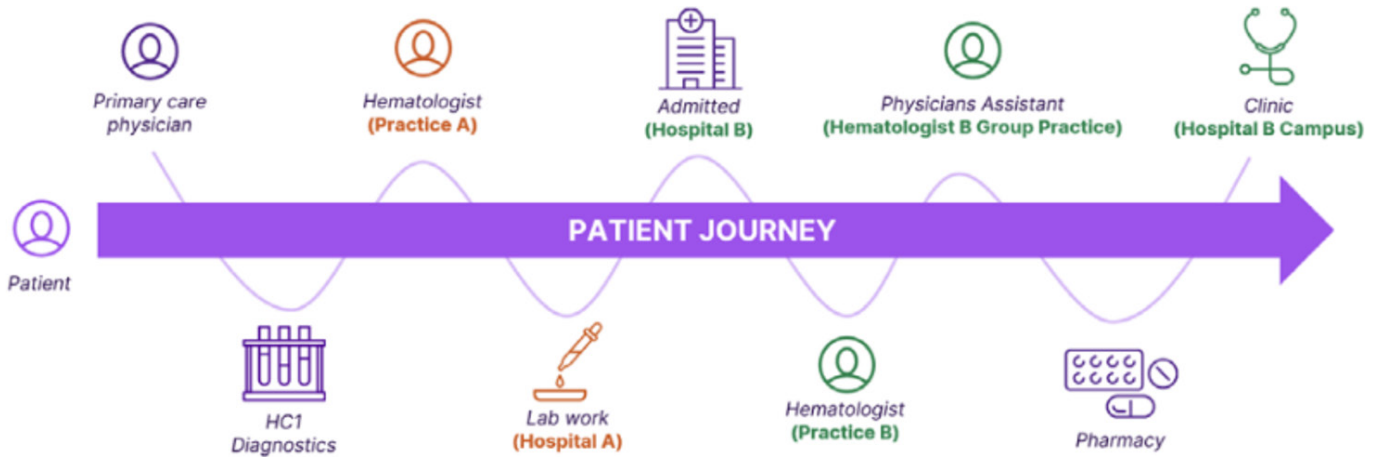 Primary care
physician
Hematologist
(Practice A)
Admitted
(Hospital B)
Physicians Assistant
(Hematologist B Group Practice)
Clinic
(Hospital B Campus)
PATIENT JOURNEY
Patient
HC1
Diagnostics
Lab work
(Hospital A)
Hematologist
(Practice B)
Pharmacy